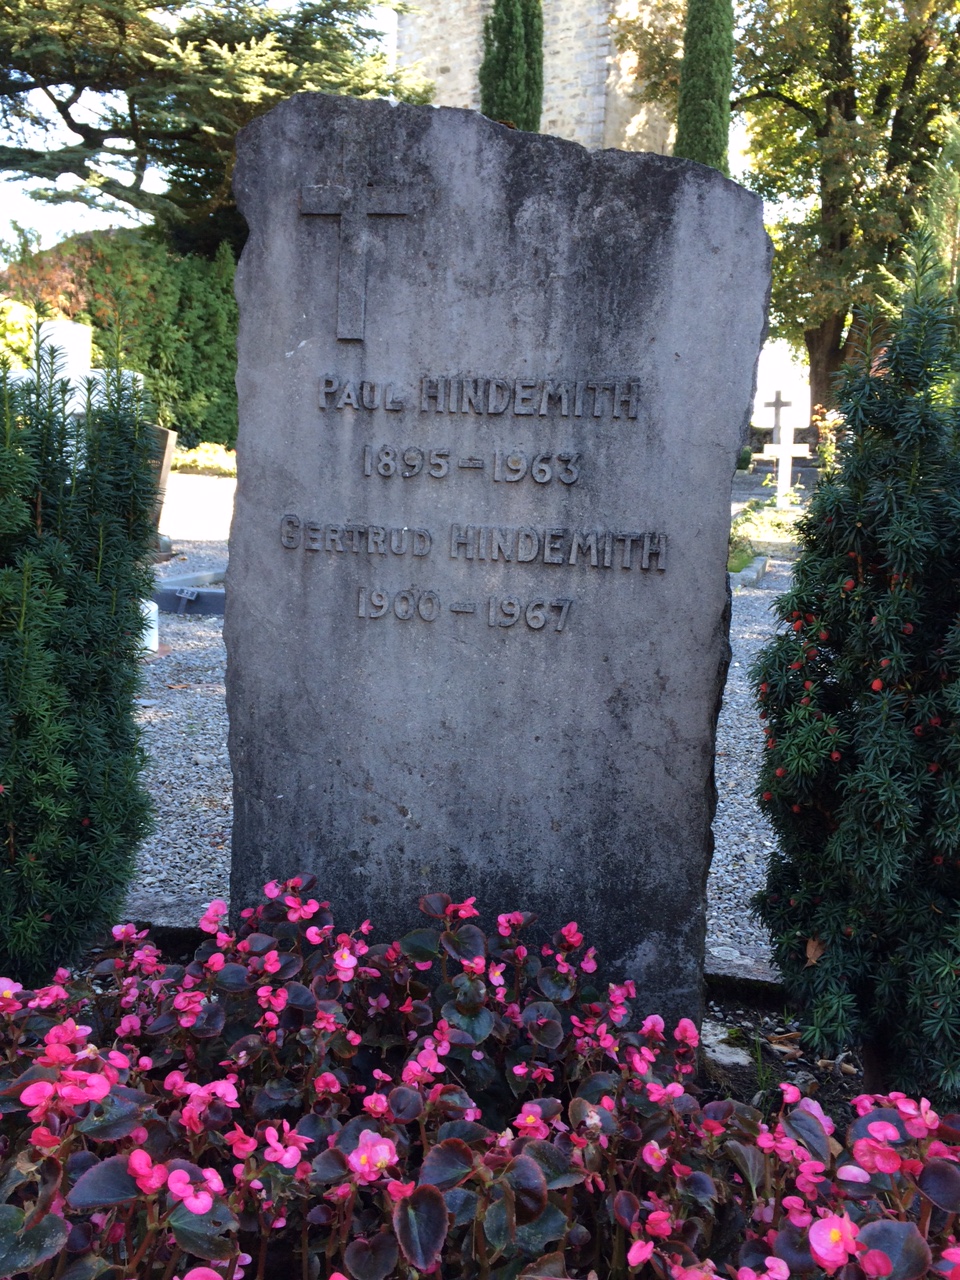 PAUL HINDEMITH
1895-1963
GERTRUD HINDEMITH
1900-1967